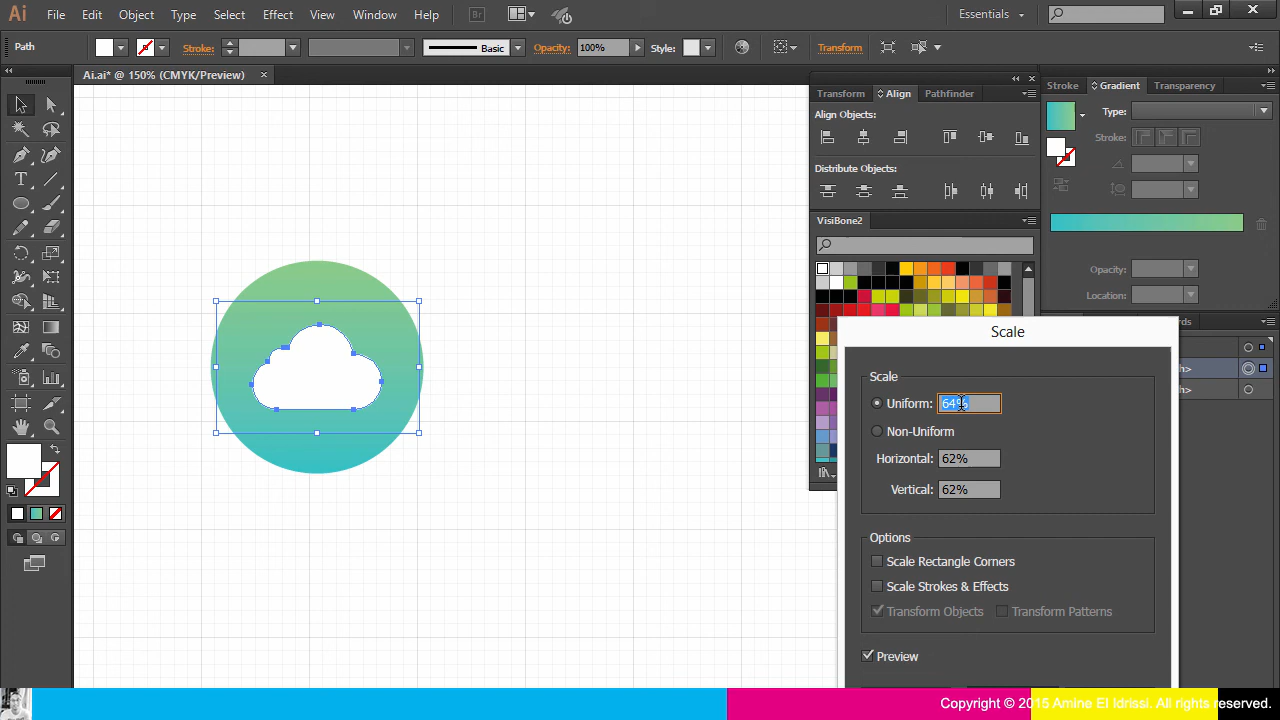 Ai File Edit Object Type Select Effect View Window Help Br Essentials
Path Stroke: Basic Opacity: 100% Style: Transform
Ai.ai* @ 150% (CMYK/Preview)
Transform Align Pathfinder
Align Objects:
Distribute Objects:
VisiBone2
Stroke Gradient Transparency
Type:
Stroke:
Opacity:
Location:
Scale
Scale
Uniform: 64%
Non-Uniform
Horizontal: 62%
Vertical: 62%
Options
Scale Rectangle Corners
Scale Strokes & Effects
Transform Objects Transform Patterns
Preview
Copyright © 2015 Amine El Idrissi. All rights reserved.